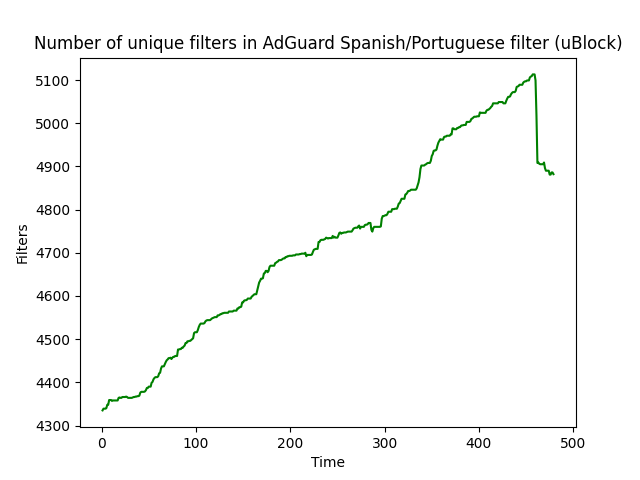 Number of unique filters in AdGuard Spanish/Portuguese filter (uBlock)
5100
5000
4900
4800
4700
4600
4500
4400
4300
Filters
0 100 200 300 400 500
Time